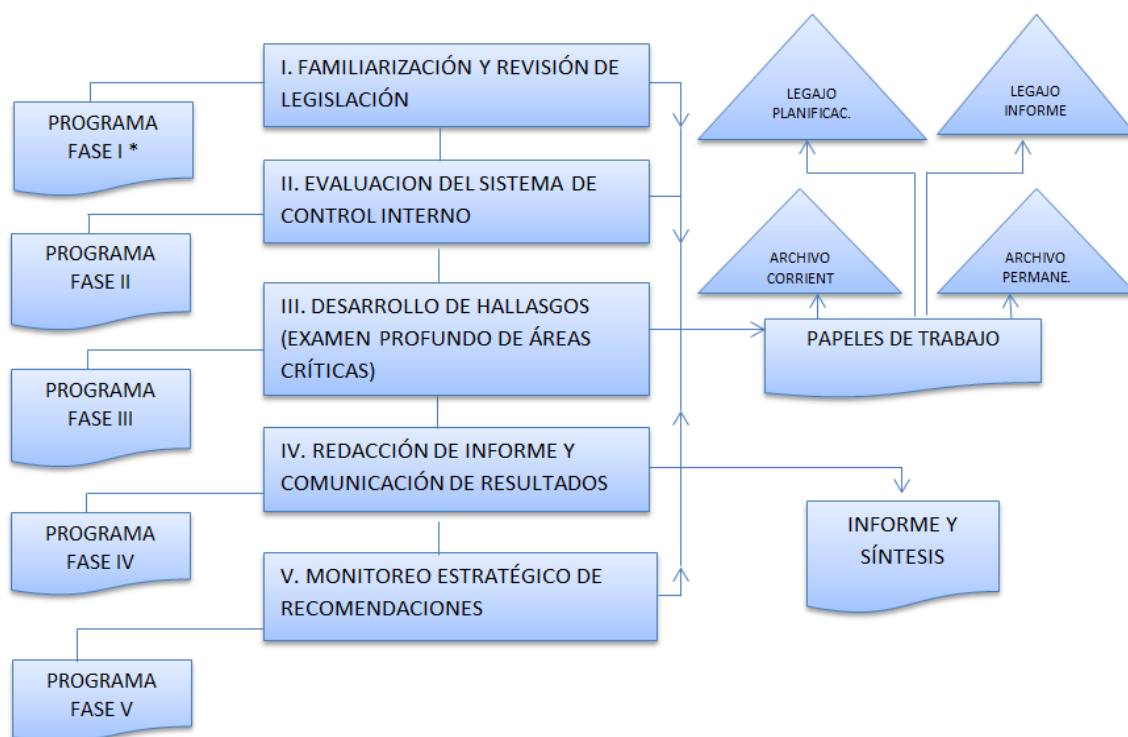 I. FAMILIARIZACIÓN Y REVISIÓN DE
LEGISLACIÓN
PROGRAMA
FASE I *
II. EVALUACION DEL SISTEMA DE
CONTROL INTERNO
PROGRAMA
FASE II
III. DESARROLLO DE HALLASGOS
(EXAMEN PROFUNDO DE ÁREAS
CRÍTICAS)
PROGRAMA
FASE III
IV. REDACCIÓN DE INFORME Y
COMUNICACIÓN DE RESULTADOS
PROGRAMA
FASE IV
V. MONITOREO ESTRATÉGICO DE
RECOMENDACIONES
PROGRAMA
FASE V
LEGAJO
PLANIFICAC.
LEGAJO
INFORME
ARCHIVO
CORRIENT
ARCHIVO
PERMANE.
PAPELES DE TRABAJO
INFORME Y
SÍNTESIS